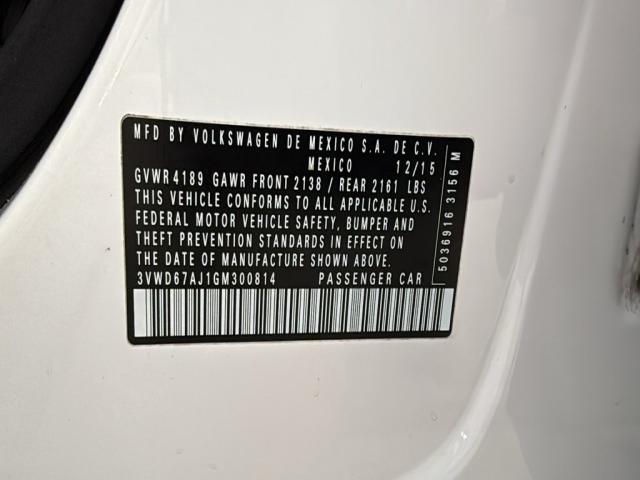 MFD BY VOLKSWAGEN DE MEXICO S.A. DE C.V.
MEXICO 12/15
GVWR 4189 GAWR FRONT 2138 / REAR 2161 LBS
THIS VEHICLE CONFORMS TO ALL APPLICABLE U.S.
FEDERAL MOTOR VEHICLE SAFETY, BUMPER AND
THEFT PREVENTION STANDARDS IN EFFECT ON
THE DATE OF MANUFACTURE SHOWN ABOVE.
3VWD67AJ1GM300814 PASSENGER CAR
5036916 3156 M